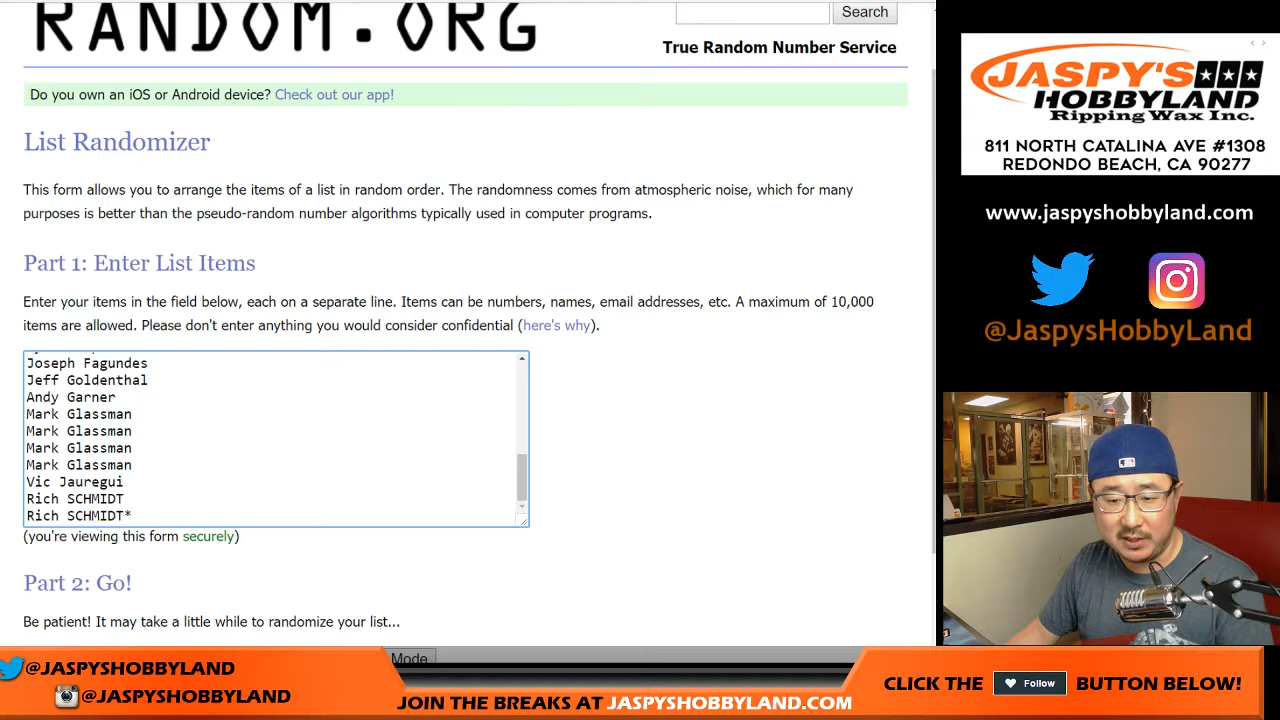 RANDOM.ORG
Search
True Random Number Service
Do you own an iOS or Android device? Check out our app!
List Randomizer
This form allows you to arrange the items of a list in random order. The randomness comes from atmospheric noise, which for many
purposes is better than the pseudo-random number algorithms typically used in computer programs.
Part 1: Enter List Items
Enter your items in the field below, each on a separate line. Items can be numbers, names, email addresses, etc. A maximum of 10,000
items are allowed. Please don't enter anything you would consider confidential (here's why).
Joseph Fagundes
Jeff Goldenthal
Andy Garner
Mark Glassman
Mark Glassman
Mark Glassman
Mark Glassman
Vic Jauregui
Rich SCHMIDT
Rich SCHMIDT*
(you're viewing this form securely)
Part 2: Go!
Be patient! It may take a little while to randomize your list...
Mode
JASPY'S
HOBBYLAND
Ripping Wax Inc.
811 NORTH CATALINA AVE #1308
REDONDO BEACH, CA 90277
www.jaspyshobbyland.com
@JaspysHobbyLand
@JASPYSHOBBYLAND
@JASPYSHOBBYLAND
JOIN THE BREAKS AT JASPYSHOBBYLAND.COM
CLICK THE Follow BUTTON BELOW!